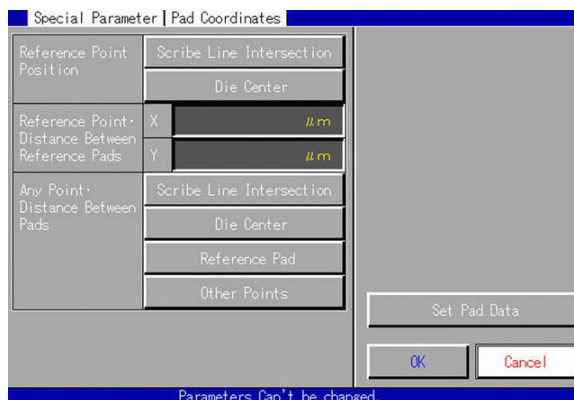 Special Parameter | Pad Coordinates
Reference Point
Position
Scribe Line Intersection
Die Center
Reference Point・
Distance Between
Reference Pads
X
μm
Y
μm
Any Point・
Distance Between
Pads
Scribe Line Intersection
Die Center
Reference Pad
Other Points
Set Pad Data
OK
Cancel
Parameters Can't be changed.